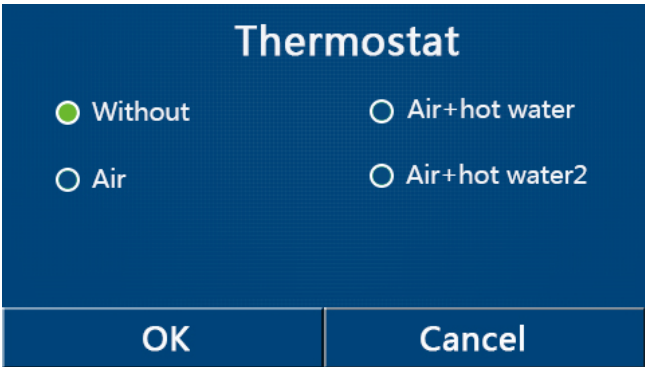 Thermostat
Without
Air+hot water
Air
Air+hot water2
OK
Cancel